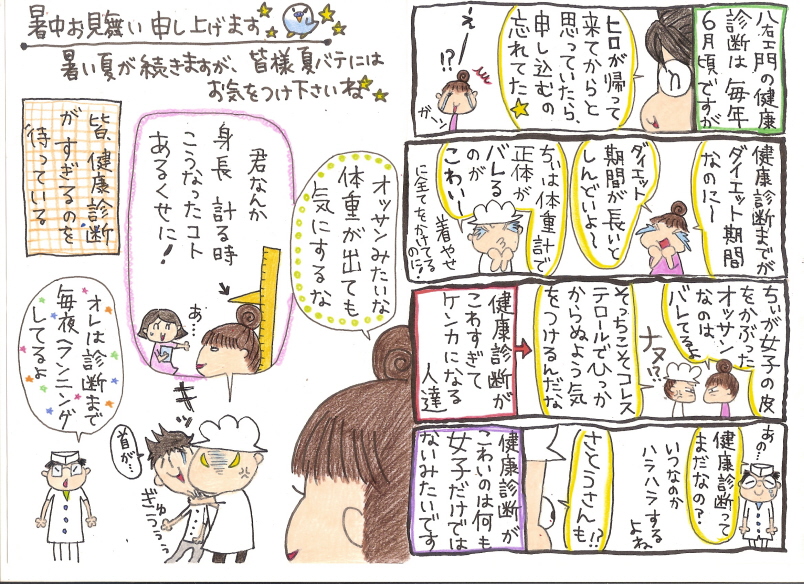 暑中お見舞い申し上げます
暑い夏が続きますが、皆様夏バテには
お気をつけ下さいね
八右ェ門の健康
診断は毎年
6月頃ですが
ヒロが帰って
来てからと
思っていたら、
申し込むの
忘れてた
え
!?
ガーン
健康診断までが
ダイエット期間
なのに〜
ダイエット
期間が長いと
しんどいよ〜
ちぃは体重計で
正体が
バレる
のが
こわい
着やせ
に全てをかけてる
のに!?
ちぃが女子の皮
をかぶった
オッサン
なのは、
バレてるよ
ナヌ!?
そっちこそコレス
テロールでひっか
からぬよう気
をつけるんだな
健康診断が
こわすぎて
ケンカになる
人達
あの…
健康診断って
まだなの?
いつなのか
ハラハラする
よね
さとうさんも
!?
健康診断が
こわいのは何も
女子だけでは
ないみたいです
オッサンみたいな
体重が出ても
気にするな
君なんか
身長 計る時
こうなったコト
あるくせに!
あ
首が…
オレは診断まで
毎夜ランニング
してるよ
皆 健康診断
がすぎるのを
待っている